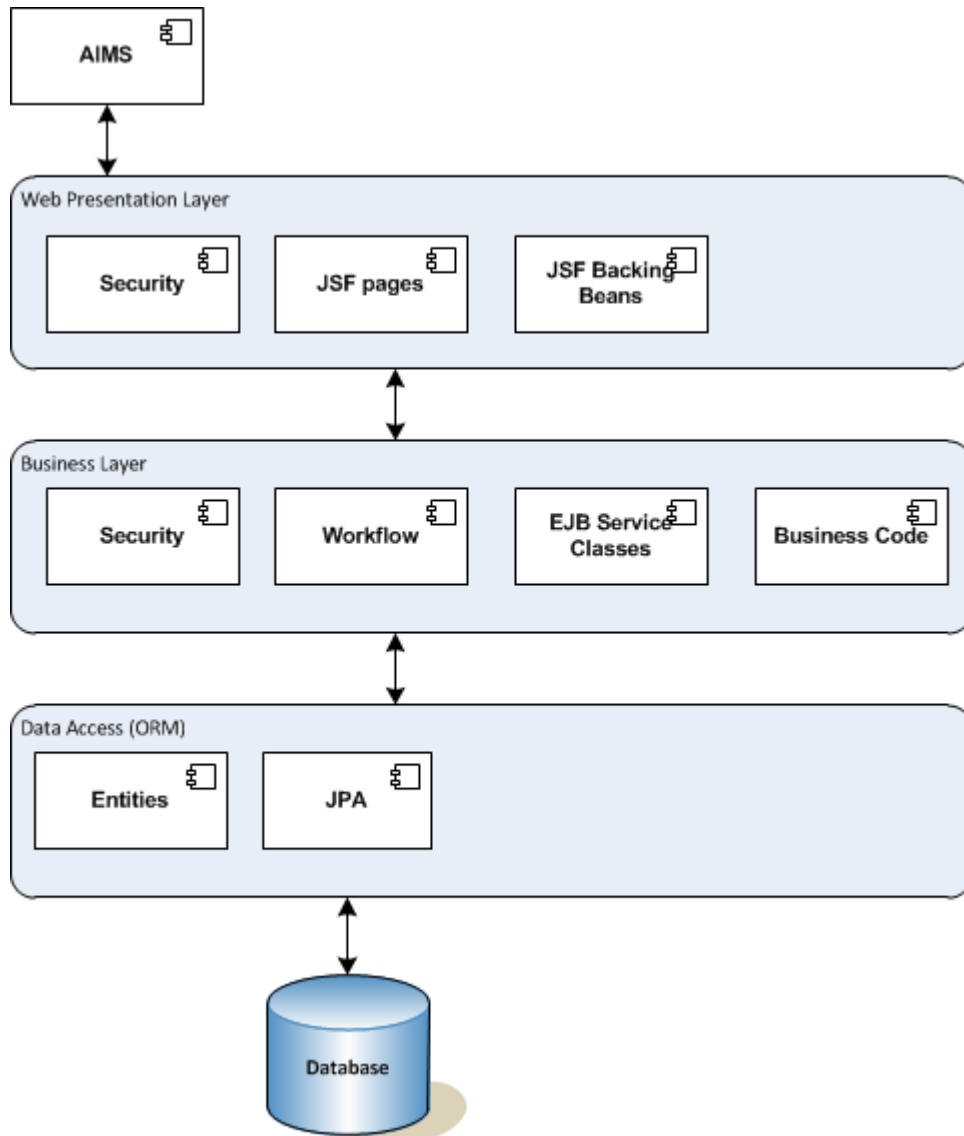 AIMS
Web Presentation Layer
Security
JSF pages
JSF Backing
Beans
Business Layer
Security
Workflow
EJB Service
Classes
Business Code
Data Access (ORM)
Entities
JPA
Database